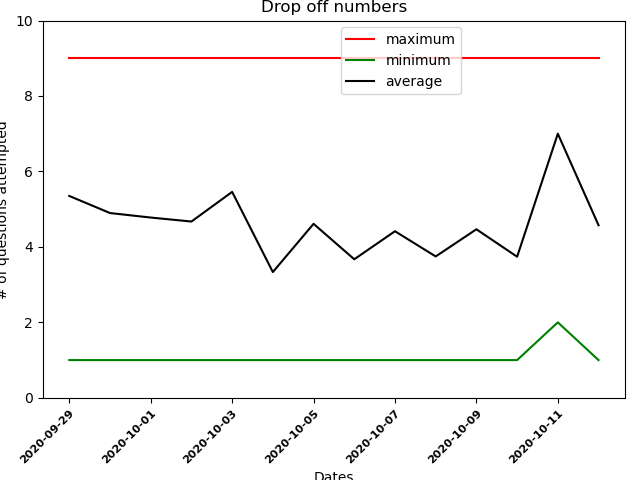 Drop off numbers
maximum
minimum
average
# of questions attempted
10
8
6
4
2
0
2020-09-29
2020-10-01
2020-10-03
2020-10-05
2020-10-07
2020-10-09
2020-10-11
Dates